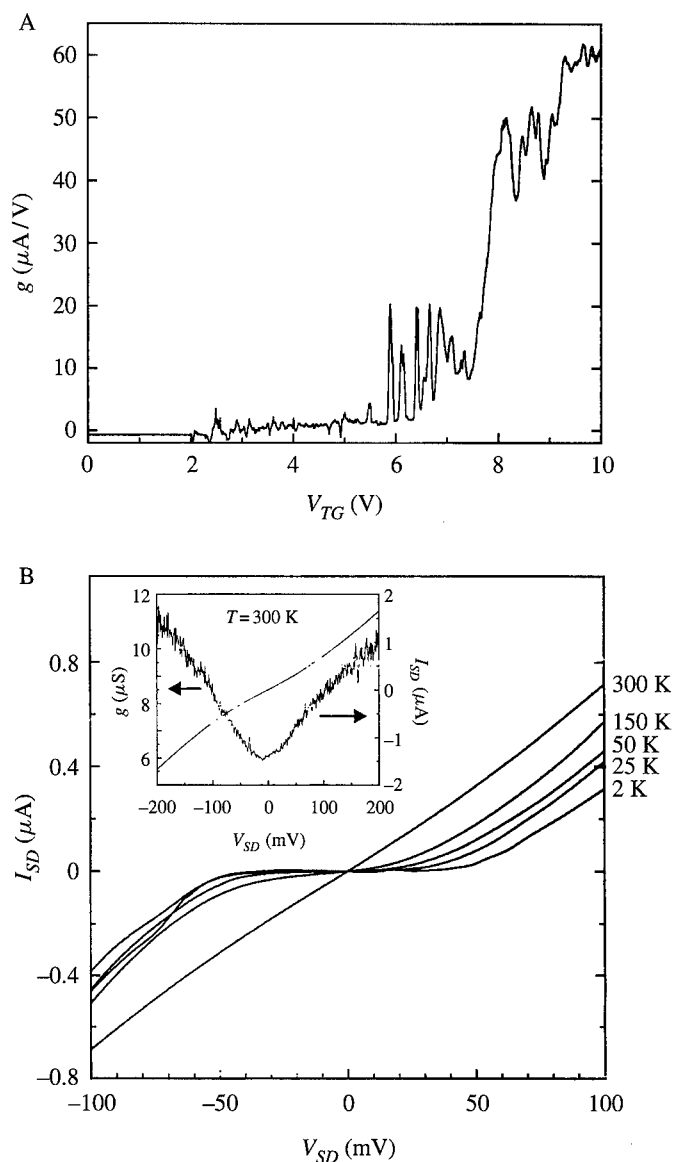 A
60
50
40
30
20
10
0
g (μA/V)
0 2 4 6 8 10
V_TG (V)
B
12
10
8
6
g (μS)
T = 300 K
2
1
0
–1
–2
I_SD (μA)
–200 –100 0 100 200
V_SD (mV)
0.8
0.4
0
–0.4
–0.8
I_SD (μA)
300 K
150 K
50 K
25 K
2 K
–100 –50 0 50 100
V_SD (mV)